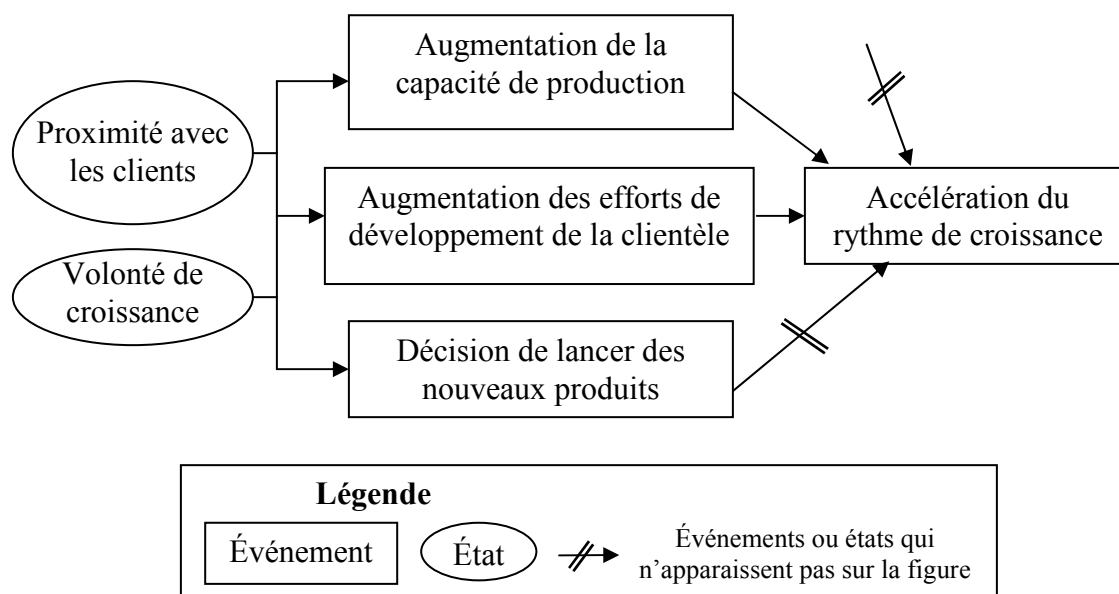 Augmentation de la
capacité de production
Proximité avec
les clients
Augmentation des efforts de
développement de la clientèle
Accélération du
rythme de croissance
Volonté de
croissance
Décision de lancer des
nouveaux produits
Légende
Événement
État
Événements ou états qui
n’apparaissent pas sur la figure